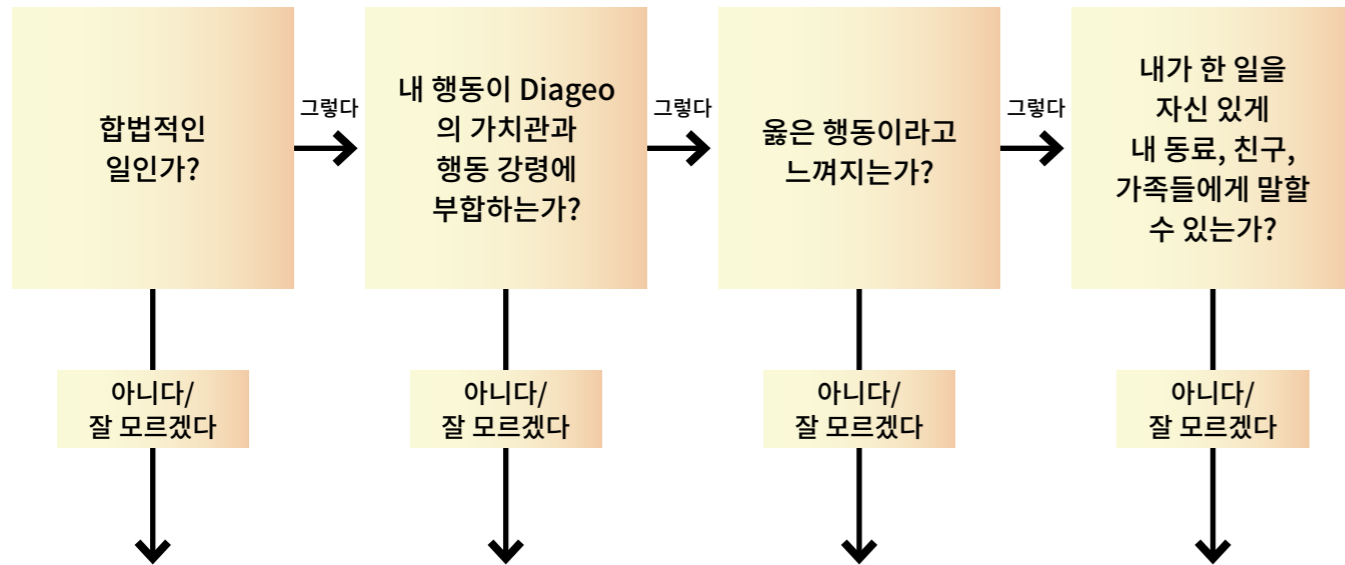 합법적인
일인가?
그렇다
내 행동이 Diageo
의 가치관과
행동 강령에
부합하는가?
그렇다
옳은 행동이라고
느껴지는가?
그렇다
내가 한 일을
자신 있게
내 동료, 친구,
가족들에게 말할
수 있는가?
아니다/
잘 모르겠다
아니다/
잘 모르겠다
아니다/
잘 모르겠다
아니다/
잘 모르겠다